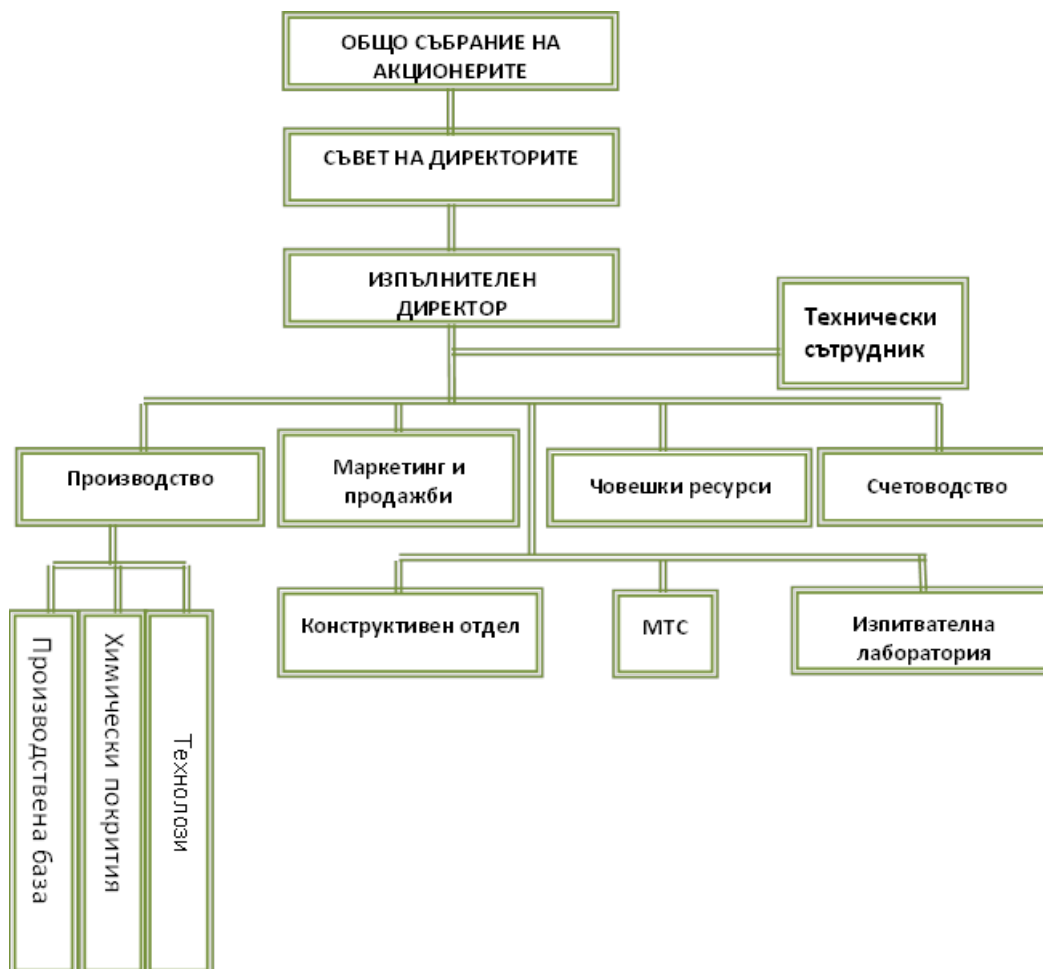 ОБЩО СЪБРАНИЕ НА
АКЦИОНЕРИТЕ
СЪВЕТ НА ДИРЕКТОРИТЕ
ИЗПЪЛНИТЕЛЕН
ДИРЕКТОР
Технически
сътрудник
Производство
Маркетинг и
продажби
Човешки ресурси
Счетоводство
Конструктивен отдел
МТС
Изпитвателна
лаборатория
Производствена база
Химически покрития
Технолози